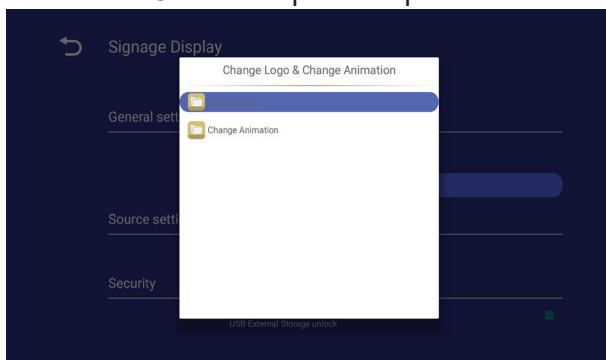 Signage Display
Change Logo & Change Animation
General sett
Change Animation
Source setti
Security
USB External Storage unlock